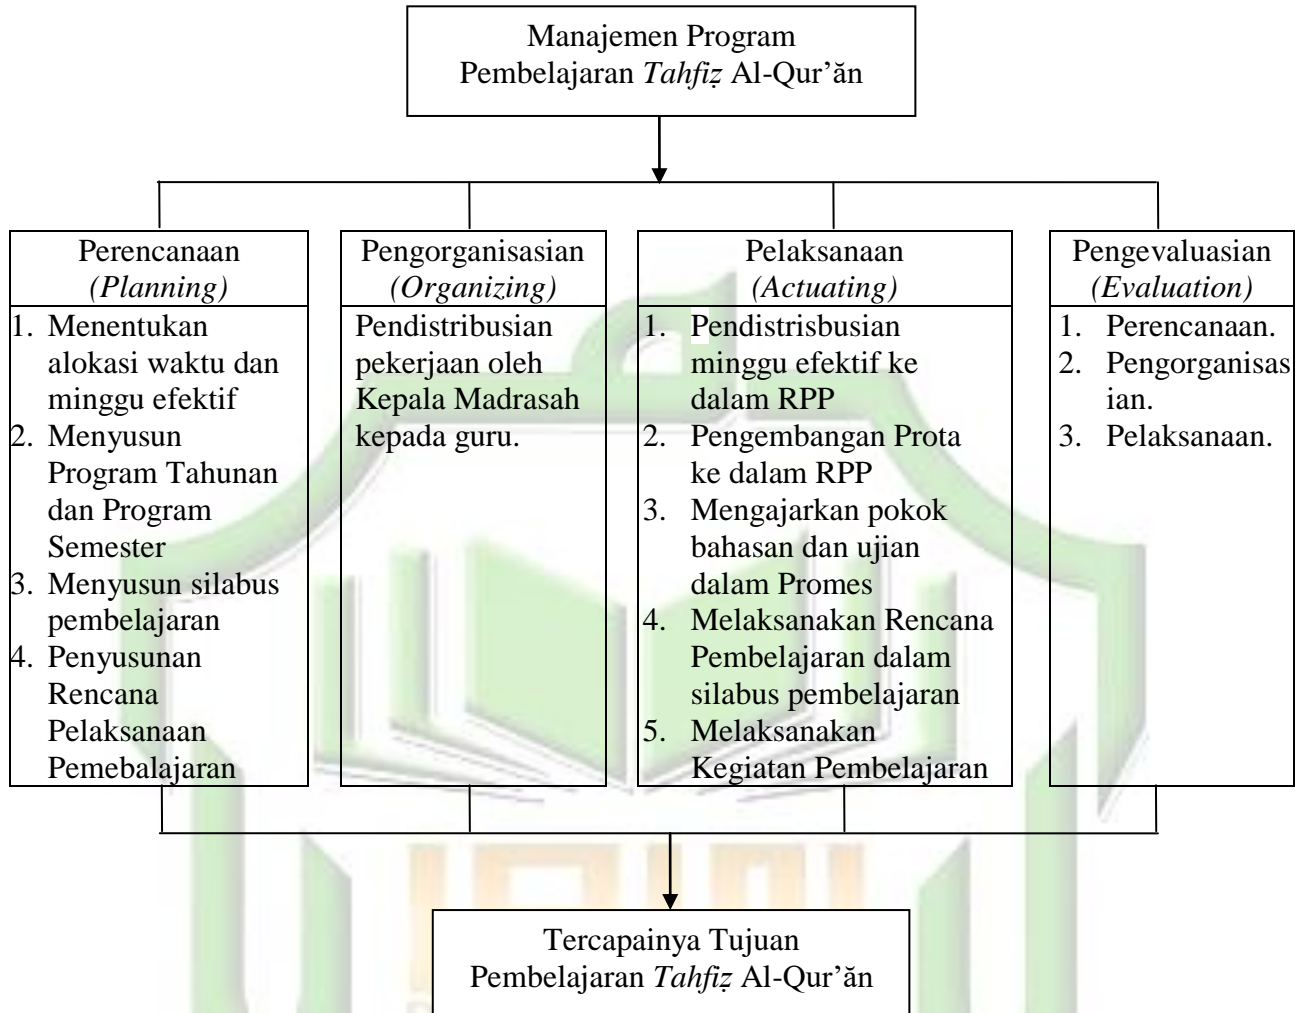 Manajemen Program
Pembelajaran Tahfiẓ Al-Qur’ăn
Perencanaan
(Planning)
1. Menentukan
alokasi waktu dan
minggu efektif
2. Menyusun
Program Tahunan
dan Program
Semester
3. Menyusun silabus
pembelajaran
4. Penyusunan
Rencana
Pelaksanaan
Pemebalajaran
Pengorganisasian
(Organizing)
Pendistribusian
pekerjaan oleh
Kepala Madrasah
kepada guru.
Pelaksanaan
(Actuating)
1. Pendistrisbusian
minggu efektif ke
dalam RPP
2. Pengembangan Prota
ke dalam RPP
3. Mengajarkan pokok
bahasan dan ujian
dalam Promes
4. Melaksanakan Rencana
Pembelajaran dalam
silabus pembelajaran
5. Melaksanakan
Kegiatan Pembelajaran
Pengevaluasian
(Evaluation)
1. Perencanaan.
2. Pengorganisas
ian.
3. Pelaksanaan.
Tercapainya Tujuan
Pembelajaran Tahfiẓ Al-Qur’ăn